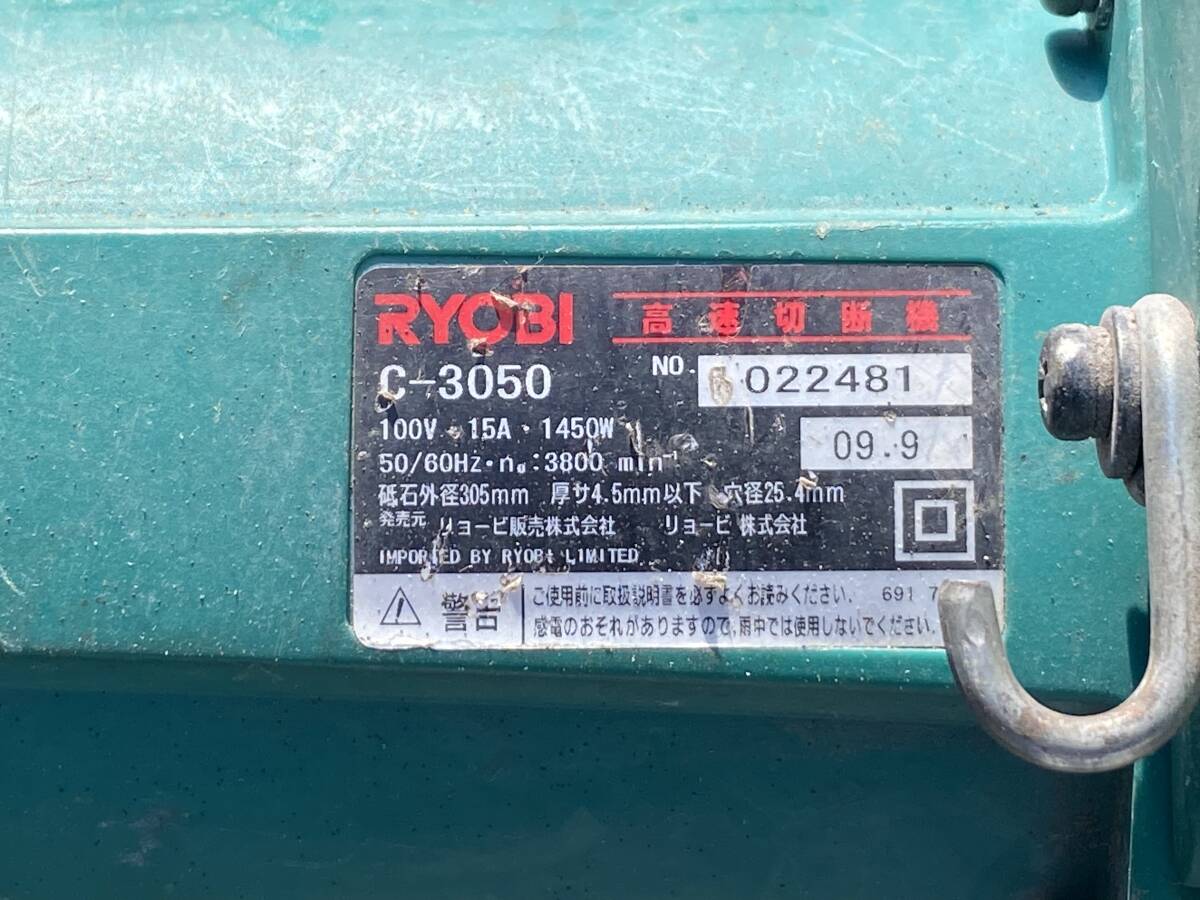 RYOBI 高速切断機
C-3050 NO. 022481
100V・15A・1450W
50/60Hz・n₀:3800 min⁻¹ 09.9
砥石外径305mm 厚サ4.5mm以下 穴径25.4mm
発売元 リョービ販売株式会社 リョービ 株式会社
IMPORTED BY RYOBI LIMITED
警告
ご使用前に取扱説明書を必ずよくお読みください. 691 7
感電のおそれがありますので,雨中では使用しないでください.